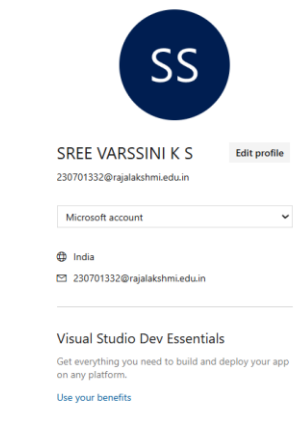 SS
SREE VARSSINI K S
Edit profile
230701332@rajalakshmi.edu.in
Microsoft account
India
230701332@rajalakshmi.edu.in
Visual Studio Dev Essentials
Get everything you need to build and deploy your app
on any platform.
Use your benefits